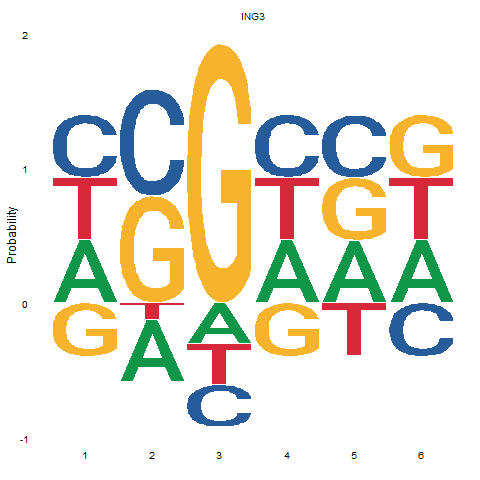 ING3
2
1
0
-1
Probability
C C G C C G
T G A T G T
A T T A A A
G A C G T C
1 2 3 4 5 6